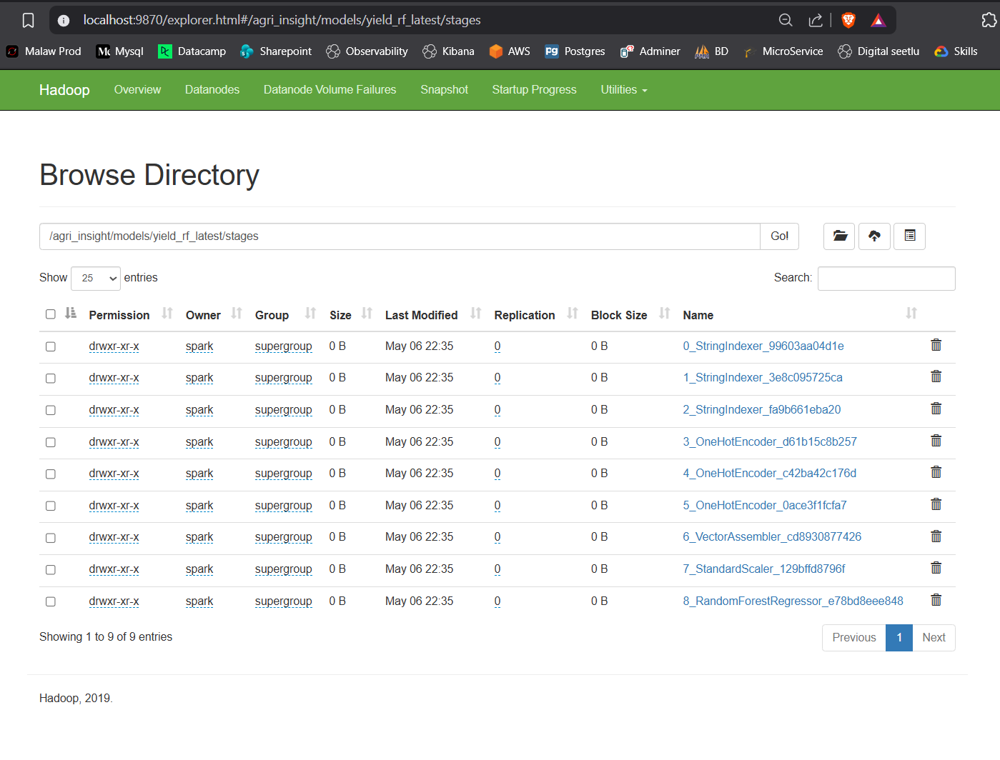 localhost:9870/explorer.html#/agri_insight/models/yield_rf_latest/stages
Malaw Prod Mysql Datacamp Sharepoint Observability Kibana AWS Postgres Adminer BD MicroService Digital seetlu Skills
Hadoop Overview Datanodes Datanode Volume Failures Snapshot Startup Progress Utilities
Browse Directory
/agri_insight/models/yield_rf_latest/stages Go!
Show 25 entries Search:
Permission Owner Group Size Last Modified Replication Block Size Name
drwxr-xr-x spark supergroup 0 B May 06 22:35 0 0 B 0_StringIndexer_99603aa04d1e
drwxr-xr-x spark supergroup 0 B May 06 22:35 0 0 B 1_StringIndexer_3e8c095725ca
drwxr-xr-x spark supergroup 0 B May 06 22:35 0 0 B 2_StringIndexer_fa9b661eba20
drwxr-xr-x spark supergroup 0 B May 06 22:35 0 0 B 3_OneHotEncoder_d61b15c8b257
drwxr-xr-x spark supergroup 0 B May 06 22:35 0 0 B 4_OneHotEncoder_c42ba42c176d
drwxr-xr-x spark supergroup 0 B May 06 22:35 0 0 B 5_OneHotEncoder_0ace3f1fcfa7
drwxr-xr-x spark supergroup 0 B May 06 22:35 0 0 B 6_VectorAssembler_cd8930877426
drwxr-xr-x spark supergroup 0 B May 06 22:35 0 0 B 7_StandardScaler_129bffd8796f
drwxr-xr-x spark supergroup 0 B May 06 22:35 0 0 B 8_RandomForestRegressor_e78bd8eee848
Showing 1 to 9 of 9 entries Previous 1 Next
Hadoop, 2019.